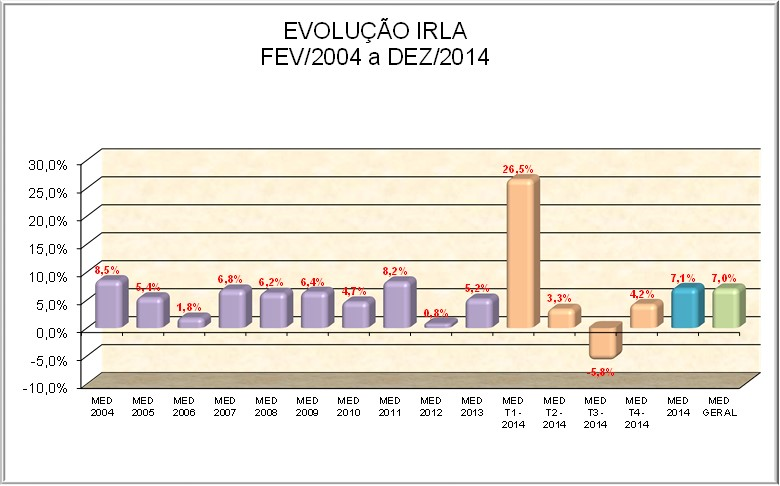 EVOLUÇÃO IRLA
FEV/2004 a DEZ/2014
30,0%
25,0%
20,0%
15,0%
10,0%
5,0%
0,0%
-5,0%
-10,0%
8,5%
5,4%
1,8%
6,8%
6,2%
6,4%
4,7%
8,2%
0,8%
5,2%
26,5%
3,3%
-5,8%
4,2%
7,1%
7,0%
MED
2004
MED
2005
MED
2006
MED
2007
MED
2008
MED
2009
MED
2010
MED
2011
MED
2012
MED
2013
MED
T1-
2014
MED
T2-
2014
MED
T3-
2014
MED
T4-
2014
MED
2014
MED
GERAL